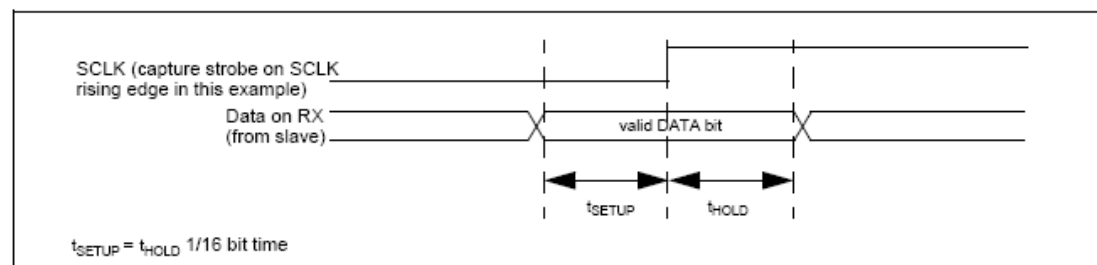 SCLK (capture strobe on SCLK
rising edge in this example)
Data on RX
(from slave)
valid DATA bit
tSETUP
tHOLD
tSETUP = tHOLD 1/16 bit time